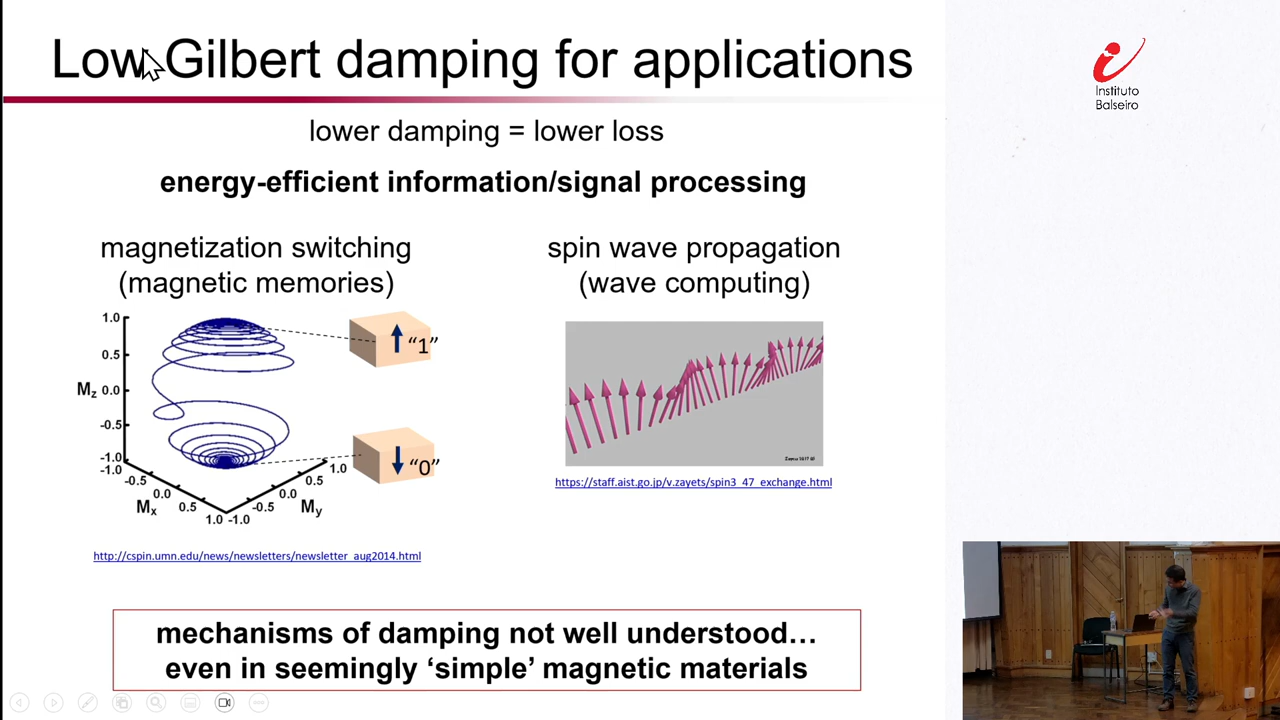 Low Gilbert damping for applications
lower damping = lower loss
energy-efficient information/signal processing
magnetization switching
(magnetic memories)
spin wave propagation
(wave computing)
1.0
0.5
Mz 0.0
-0.5
-1.0
-1.0
-0.5
0.0
0.5
1.0
Mx
-1.0
-0.5
0.0
0.5
1.0
My
"1"
"0"
http://cspin.umn.edu/news/newsletters/newsletter_aug2014.html
https://staff.aist.go.jp/v.zayets/spin3_47_exchange.html
mechanisms of damping not well understood…
even in seemingly 'simple' magnetic materials
Instituto
Balseiro